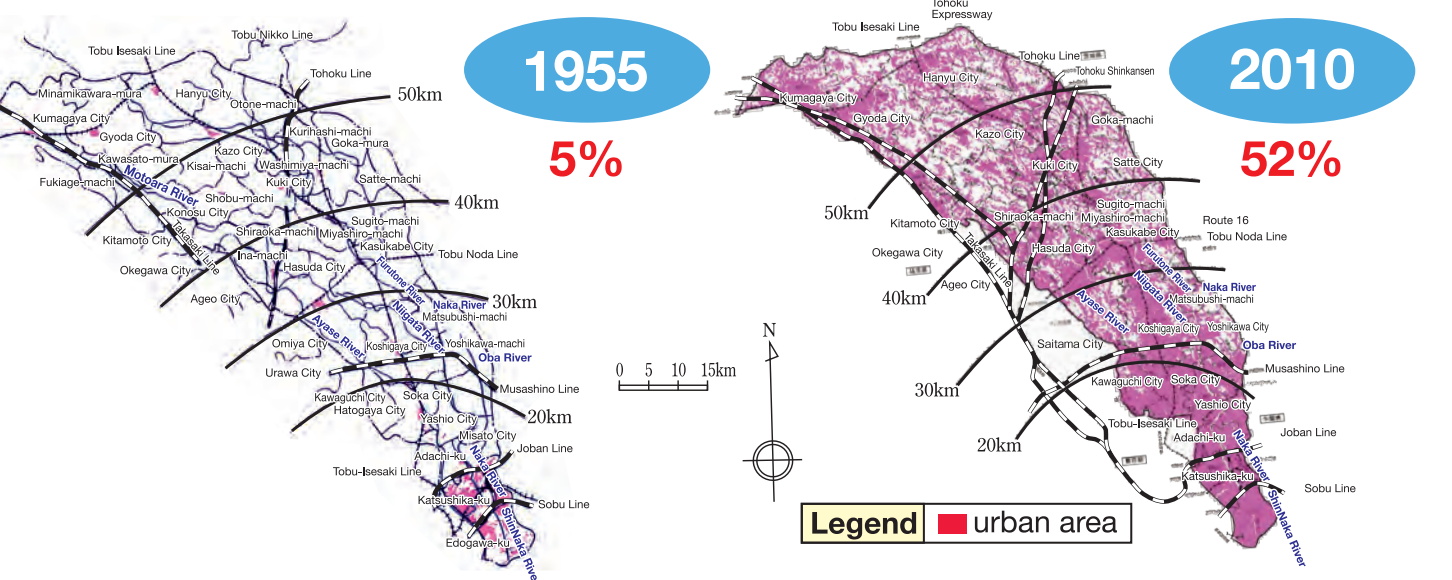 Tobu Nikko Line
Tobu Isesaki Line
Tohoku Line
1955
5%
50km
Minamikawara-mura
Hanyu City
Otone-machi
Kumagaya City
Gyoda City
Kurihashi-machi
Goka-mura
Kazo City
Kawasato-mura
Kisai-machi
Washimiya-machi
Fukiage-machi
Motoara River
Kuki City
Satte-machi
Shobu-machi
40km
Konosu City
Sugito-machi
Kitamoto City
Takasaki Line
Shiraoka-machi
Miyashiro-machi
Kasukabe City
Ina-machi
Tobu Noda Line
Okegawa City
Hasuda City
Furutone River
Ageo City
30km
Naka River
Niigata River
Matsubushi-machi
Ayase River
Omiya City
Koshigaya City
Yoshikawa-machi
Oba River
Urawa City
Musashino Line
Kawaguchi City
Soka City
Hatogaya City
20km
Yashio City
Misato City
Joban Line
Adachi-ku
Naka River
Tobu-Isesaki Line
Katsushika-ku
Sobu Line
ShinNaka River
Edogawa-ku
0 5 10 15km
N
Tohoku
Expressway
Tobu Isesaki Line
Tohoku Line
Tohoku Shinkansen
2010
52%
Hanyu City
Kumagaya City
Gyoda City
Goka-machi
Kazo City
Kuki City
Satte City
50km
Sugito-machi
Kitamoto City
Shiraoka-machi
Miyashiro-machi
Route 16
Kasukabe City
Tobu Noda Line
Okegawa City
Takasaki Line
Hasuda City
Furutone River
Ageo City
40km
Naka River
Niigata River
Matsubushi-machi
Ayase River
Koshigaya City
Yoshikawa City
Saitama City
Oba River
Musashino Line
30km
Kawaguchi City
Soka City
Yashio City
Tobu-Isesaki Line
20km
Adachi-ku
Joban Line
Naka River
Katsushika-ku
Sobu Line
ShinNaka River
Legend
urban area